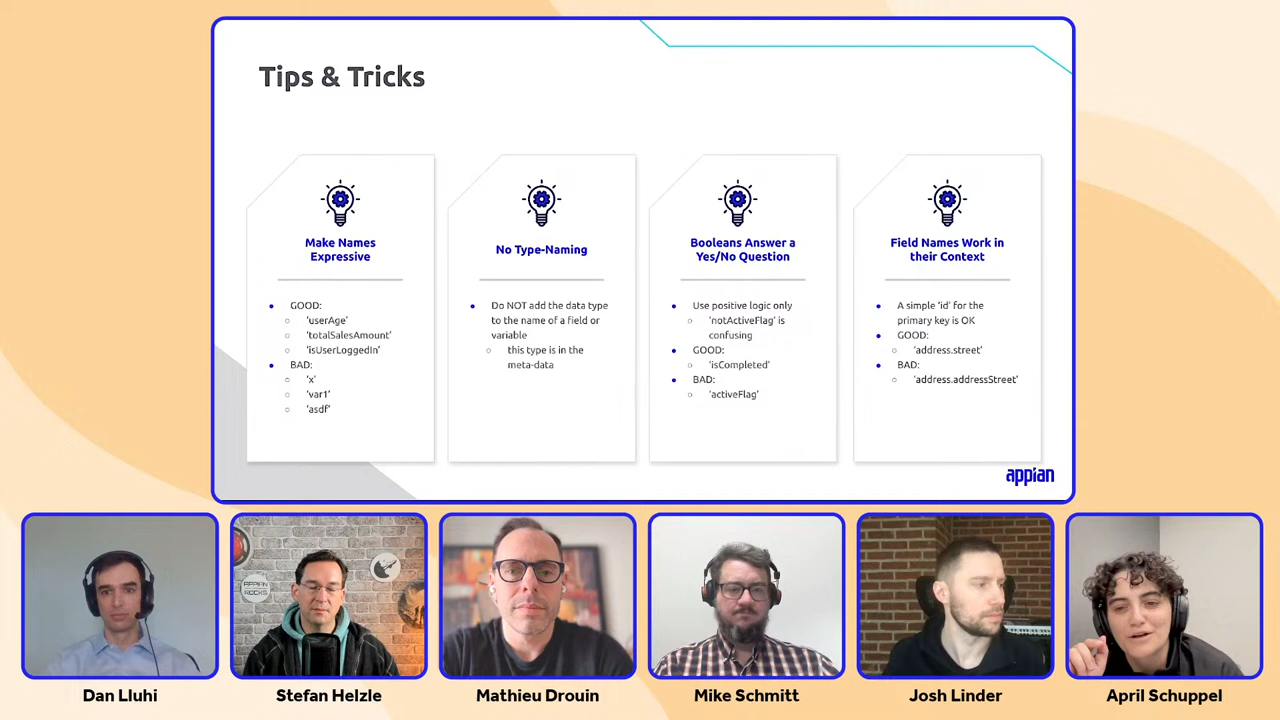 Tips & Tricks
Make Names
Expressive
• GOOD:
○ 'userAge'
○ 'totalSalesAmount'
○ 'isUserLoggedIn'
• BAD:
○ 'x'
○ 'var1'
○ 'asdf'
No Type-Naming
• Do NOT add the data type
to the name of a field or
variable
○ this type is in the
meta-data
Booleans Answer a
Yes/No Question
• Use positive logic only
○ 'notActiveFlag' is
confusing
• GOOD:
○ 'isCompleted'
• BAD:
○ 'activeFlag'
Field Names Work in
their Context
• A simple 'id' for the
primary key is OK
• GOOD:
○ 'address.street'
• BAD:
○ 'address.addressStreet'
appian
APPIAN
ROCKS
Dan Lluhi
Stefan Helzle
Mathieu Drouin
Mike Schmitt
Josh Linder
April Schuppel